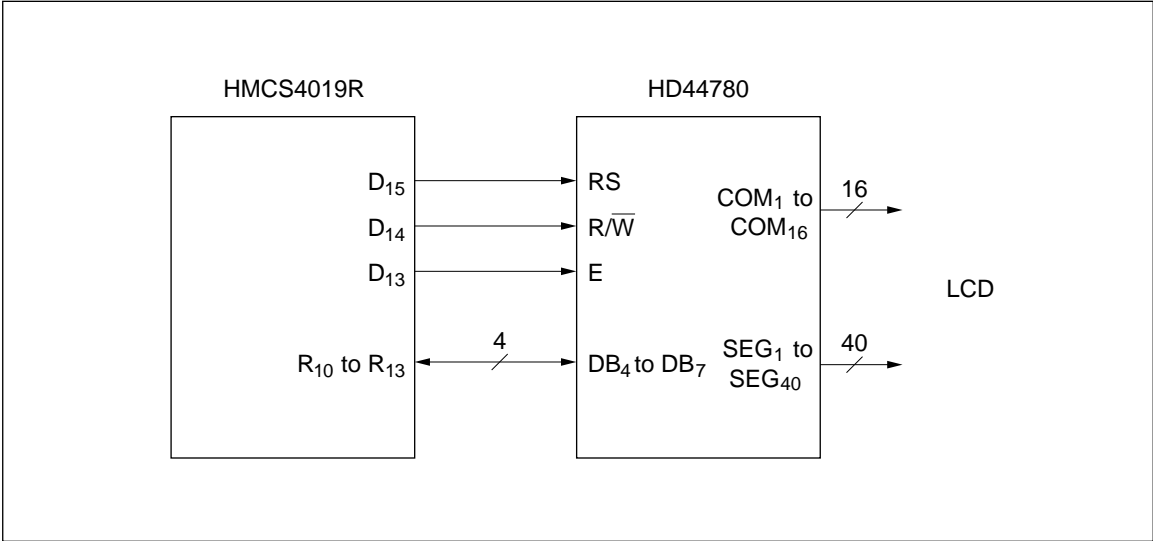 HMCS4019R
HD44780
D15
D14
D13
R10 to R13
4
RS
R/W̅
E
DB4 to DB7
COM1 to
COM16
SEG1 to
SEG40
16
40
LCD